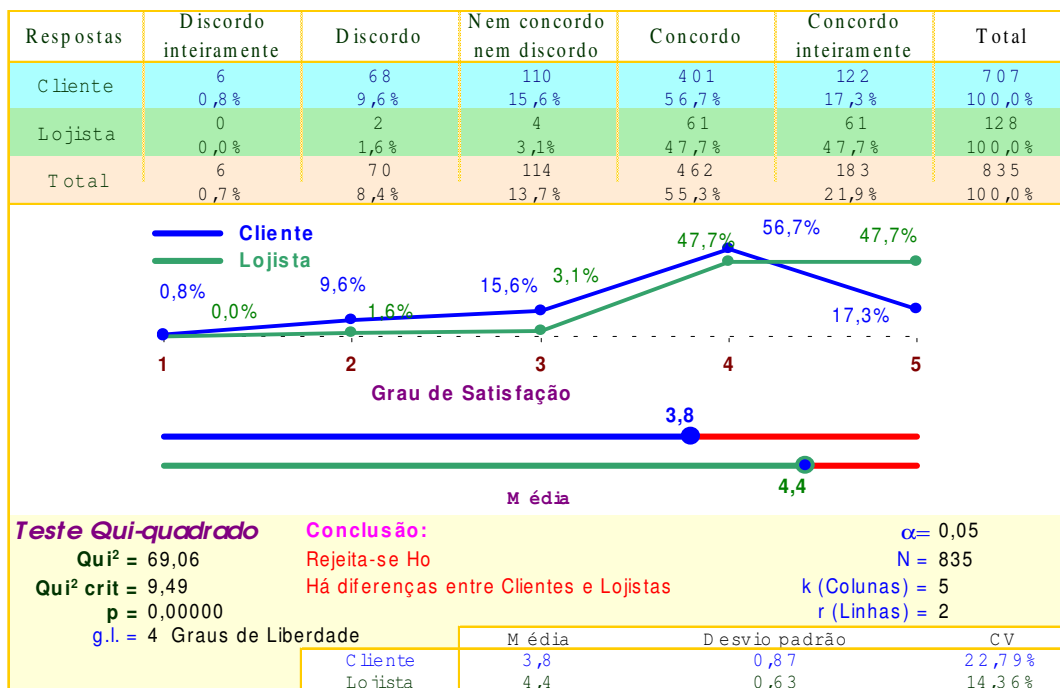 Respostas Discordo inteiramente Discordo Nem concordo nem discordo Concordo Concordo inteiramente Total
Cliente 6 68 110 401 122 707
0,8% 9,6% 15,6% 56,7% 17,3% 100,0%
Lojista 0 2 4 61 61 128
0,0% 1,6% 3,1% 47,7% 47,7% 100,0%
Total 6 70 114 462 183 835
0,7% 8,4% 13,7% 55,3% 21,9% 100,0%
Cliente
Lojista
0,8% 9,6% 15,6% 56,7% 17,3%
0,0% 1,6% 3,1% 47,7% 47,7%
1 2 3 4 5
Grau de Satisfação
3,8
4,4
Média
Teste Qui-quadrado Conclusão: α= 0,05
Qui² = 69,06 Rejeita-se Ho N = 835
Qui² crit = 9,49 Há diferenças entre Clientes e Lojistas k (Colunas) = 5
p = 0,00000 r (Linhas) = 2
g.l. = 4 Graus de Liberdade
Média Desvio padrão CV
Cliente 3,8 0,87 22,79%
Lojista 4,4 0,63 14,36%